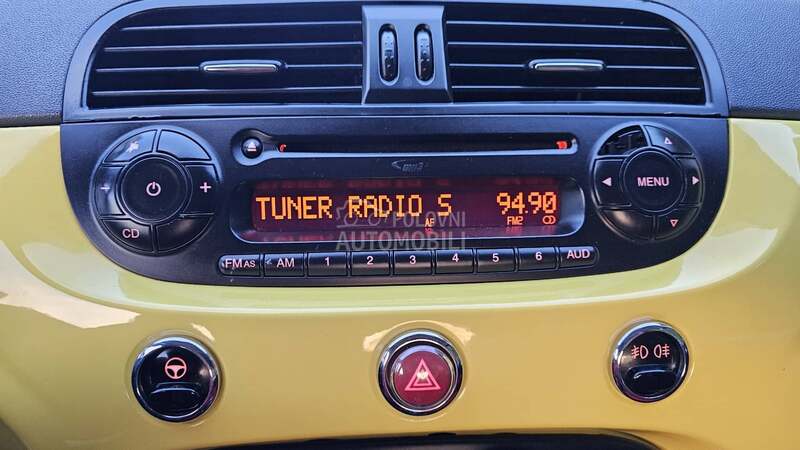 mp3
TUNER RADIO S 94.90
AF FM2
POLOVNI
AUTOMOBILI
CD
MENU
FM AS AM 1 2 3 4 5 6 AUD